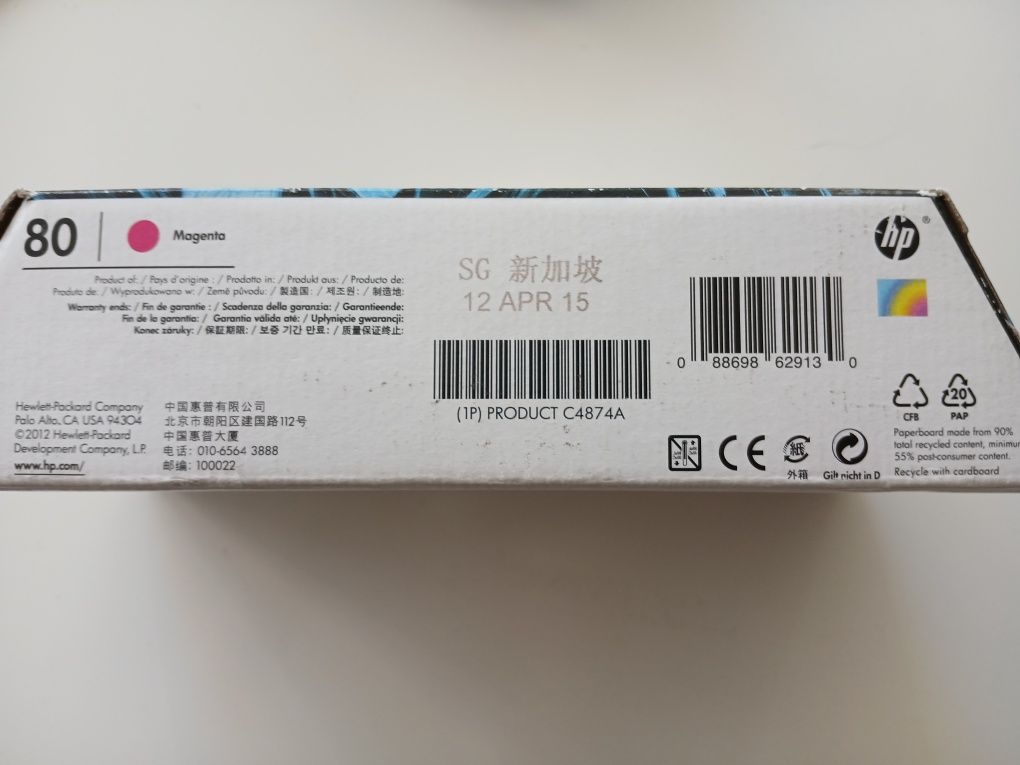 80
Magenta
hp®
Product of: / Pays d'origine : / Prodotto in: / Produkt aus: / Producto de:
Produto de: / Wyprodukowano w: / Země původu: / 製造国: / 제조원: / 制造地:
Warranty ends: / Fin de garantie : / Scadenza della garanzia: / Garantieende:
Fin de la garantía: / Garantia válida até: / Upłynięcie gwarancji:
Konec záruky: / 保証期限: / 보증 기간 만료: / 质量保证终止:
SG 新加坡
12 APR 15
(1P) PRODUCT C4874A
0 88698 62913 0
Hewlett-Packard Company
Palo Alto, CA USA 94304
©2012 Hewlett-Packard
Development Company, L.P.
www.hp.com/
中国惠普有限公司
北京市朝阳区建国路112号
中国惠普大厦
电话: 010-6564 3888
邮编: 100022
CE
紙
外箱
Gilt nicht in D
CFB
20
PAP
Paperboard made from 90%
total recycled content, minimum
55% post-consumer content.
Recycle with cardboard